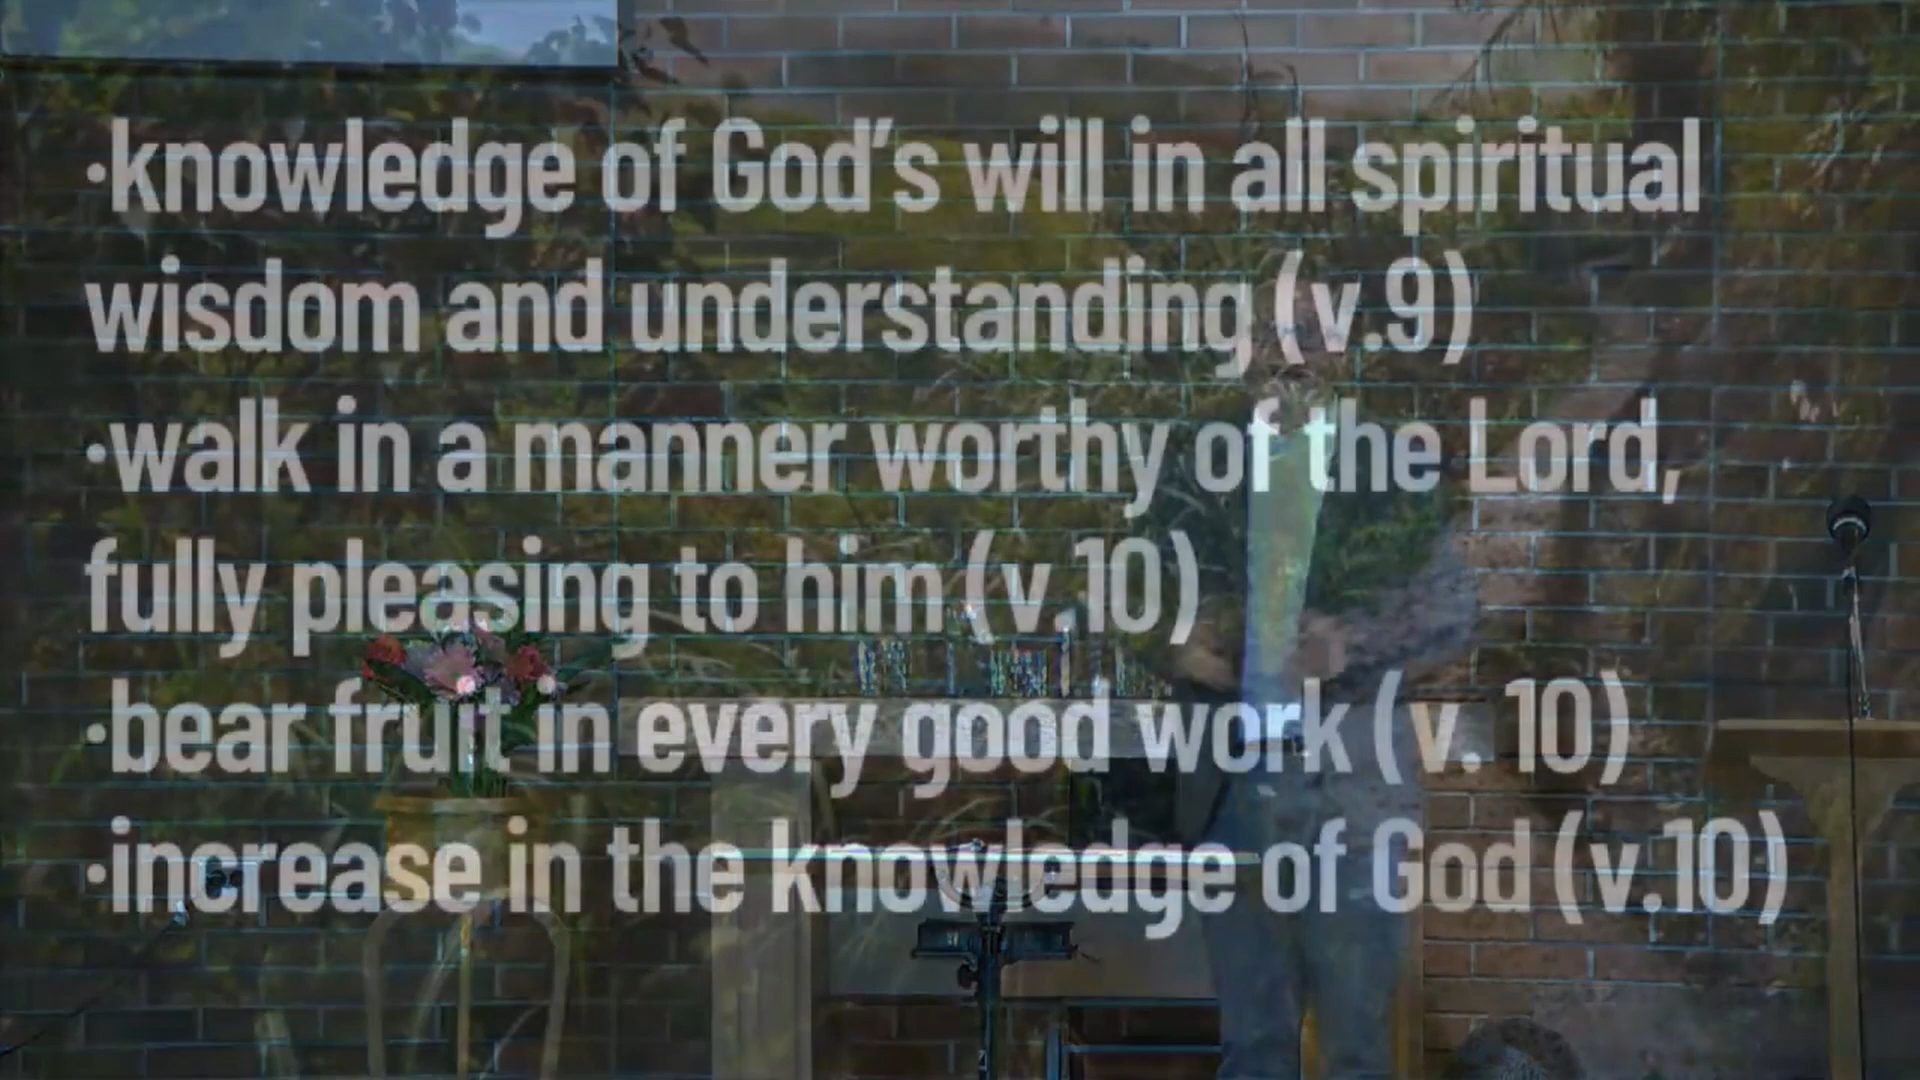 ·knowledge of God's will in all spiritual
wisdom and understanding (v.9)
·walk in a manner worthy of the Lord,
fully pleasing to him (v.10)
·bear fruit in every good work (v. 10)
·increase in the knowledge of God (v.10)